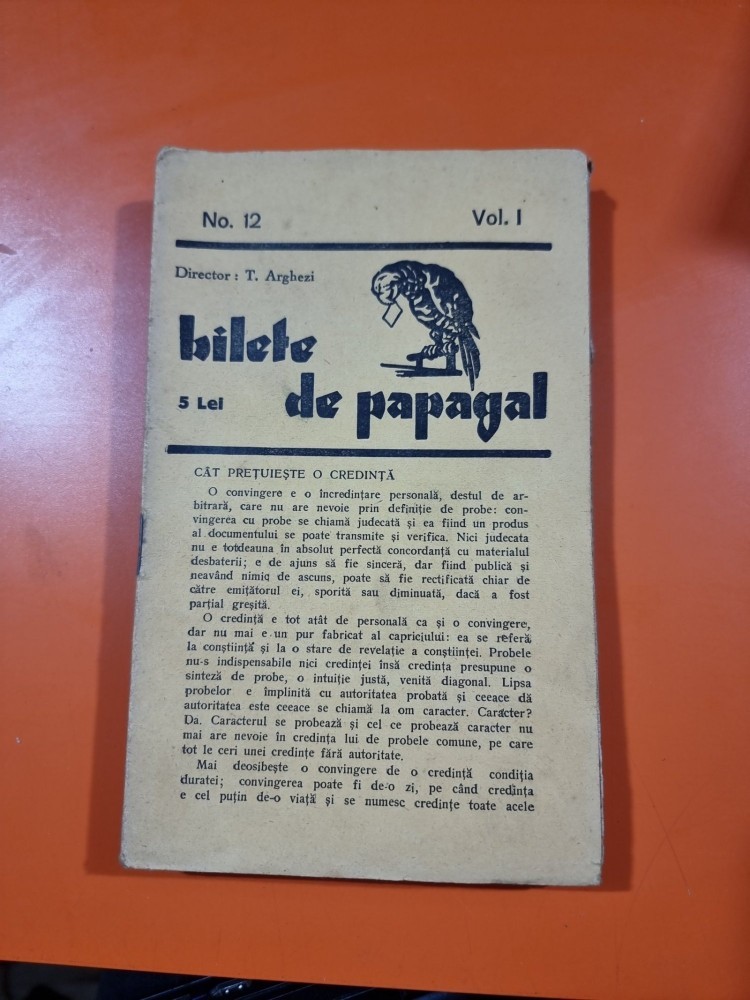 No. 12
Vol. I
Director : T. Arghezi
bilete
5 Lei
de papagal
CÂT PREȚUIEȘTE O CREDINȚĂ
O convingere e o încredințare personală, destul de ar-
bitrară, care nu are nevoie prin definiție de probe: con-
vingerea cu probe se chiamă judecată și ea fiind un produs
al documentului se poate transmite și verifica. Nici judecata
nu e totdeauna în absolut perfectă concordanță cu materialul
desbaterii; e de ajuns să fie sinceră, dar fiind publică și
neavând nimic de ascuns, poate să fie rectificată chiar de
către emițătorul ei, sporită sau diminuată, dacă a fost
parțial greșită.
O credință e tot atât de personală ca și o convingere,
dar nu mai e un pur fabricat al capriciului: ea se referă
la conștiință și la o stare de revelație a conștiinței. Probele
nu-s indispensabile nici credinței însă credința presupune o
sinteză de probe, o intuiție justă, venită diagonal. Lipsa
probelor e împlinită cu autoritatea probată și ceeace dă
autoritatea este ceeace se chiamă la om caracter. Caracter?
Da. Caracterul se probează și cel ce probează caracter nu
mai are nevoie în credința lui de probele comune, pe care
tot le ceri unei credințe fără autoritate.
Mai deosibește o convingere de o credință condiția
duratei; convingerea poate fi de-o zi, pe când credința
e cel puțin de-o viață și se numesc credințe toate acele